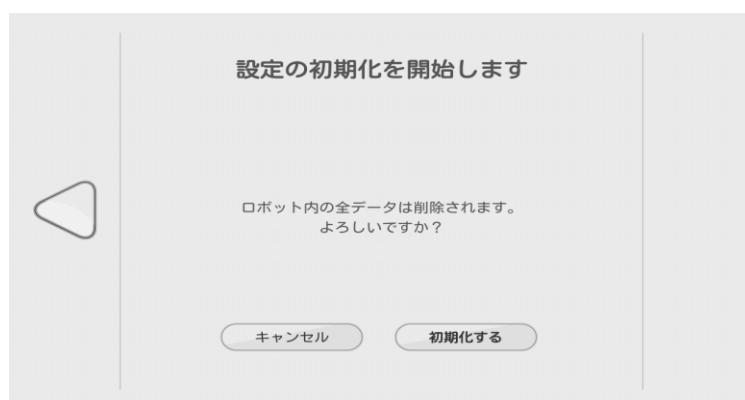 設定の初期化を開始します
ロボット内の全データは削除されます。
よろしいですか？
キャンセル
初期化する